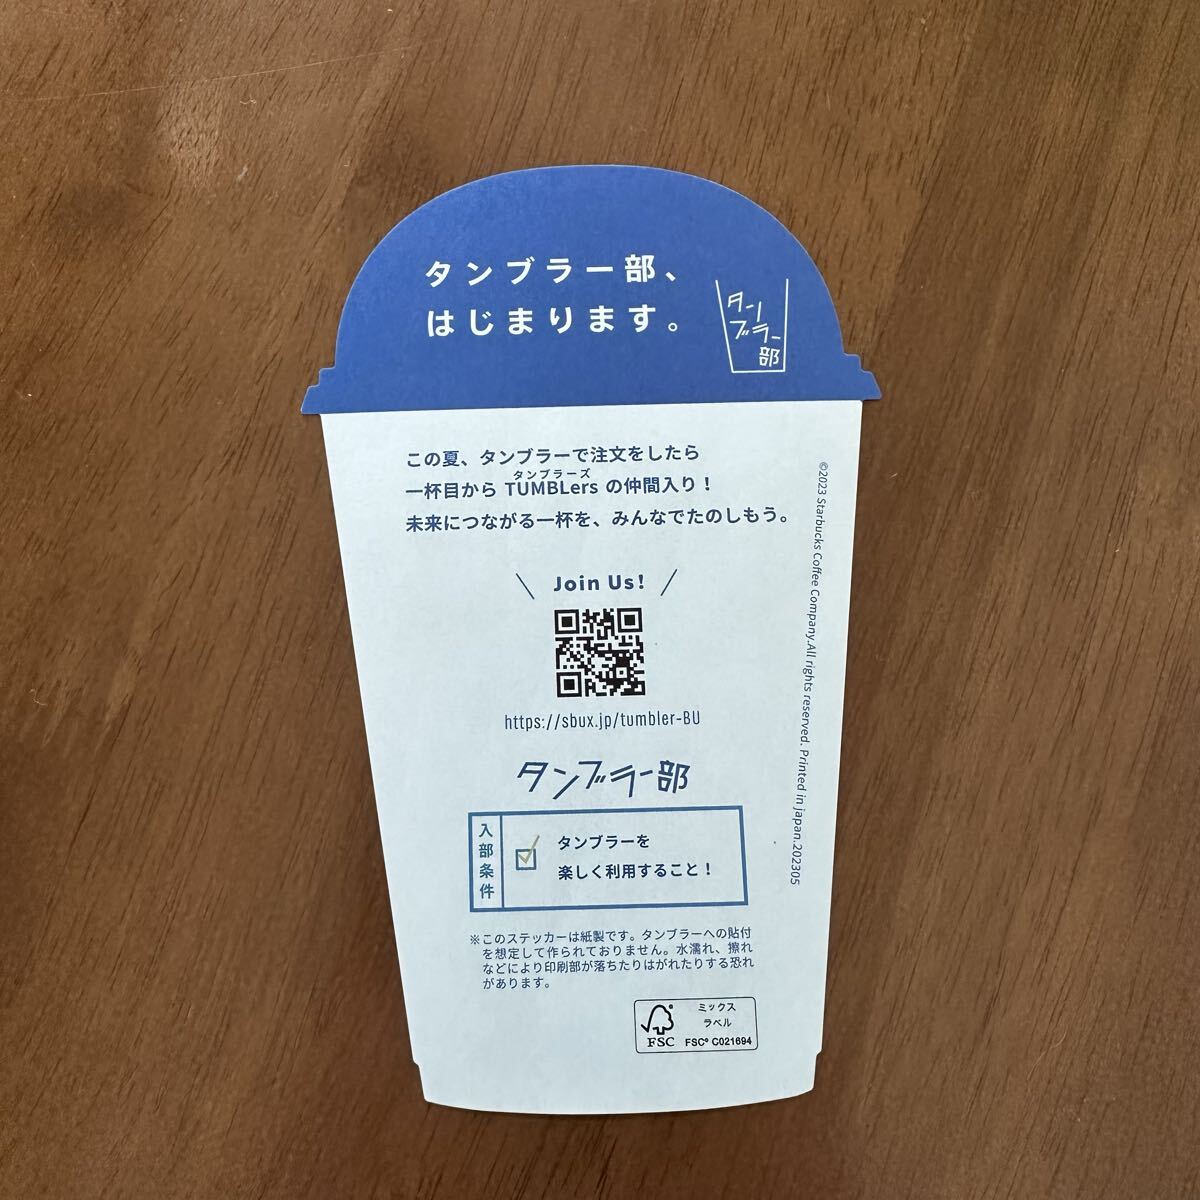 タンブラー部、
はじまります。
タン
ブラー
部
この夏、タンブラーで注文をしたら
タンブラーズ
一杯目から TUMBLers の仲間入り！
未来につながる一杯を、みんなでたのしもう。
Join Us!
https://sbux.jp/tumbler-BU
タンブラー部
入部条件
タンブラーを
楽しく利用すること！
※このステッカーは紙製です。タンブラーへの貼付
を想定して作られておりません。水濡れ、擦れ
などにより印刷部が落ちたりはがれたりする恐れ
があります。
FSC
ミックス
ラベル
FSC® C021694
©2023 Starbucks Coffee Company.All rights reserved. Printed in japan.202305